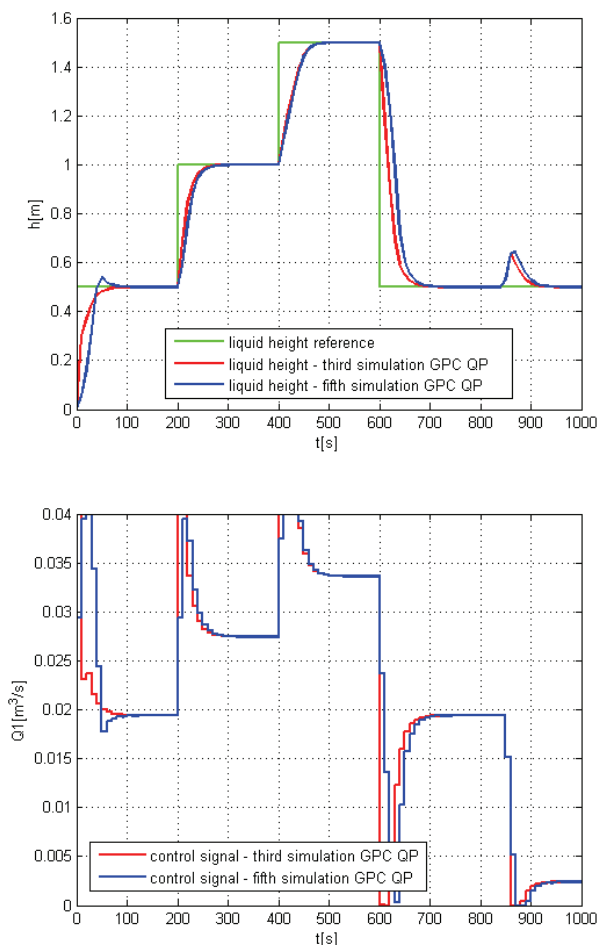 1.6
1.4
1.2
1
0.8
0.6
0.4
0.2
0
h[m]
liquid height reference
liquid height - third simulation GPC QP
liquid height - fifth simulation GPC QP
0 100 200 300 400 500 600 700 800 900 1000
t[s]
0.04
0.035
0.03
0.025
0.02
0.015
0.01
0.005
0
Q1[m³/s]
control signal - third simulation GPC QP
control signal - fifth simulation GPC QP
0 100 200 300 400 500 600 700 800 900 1000
t[s]